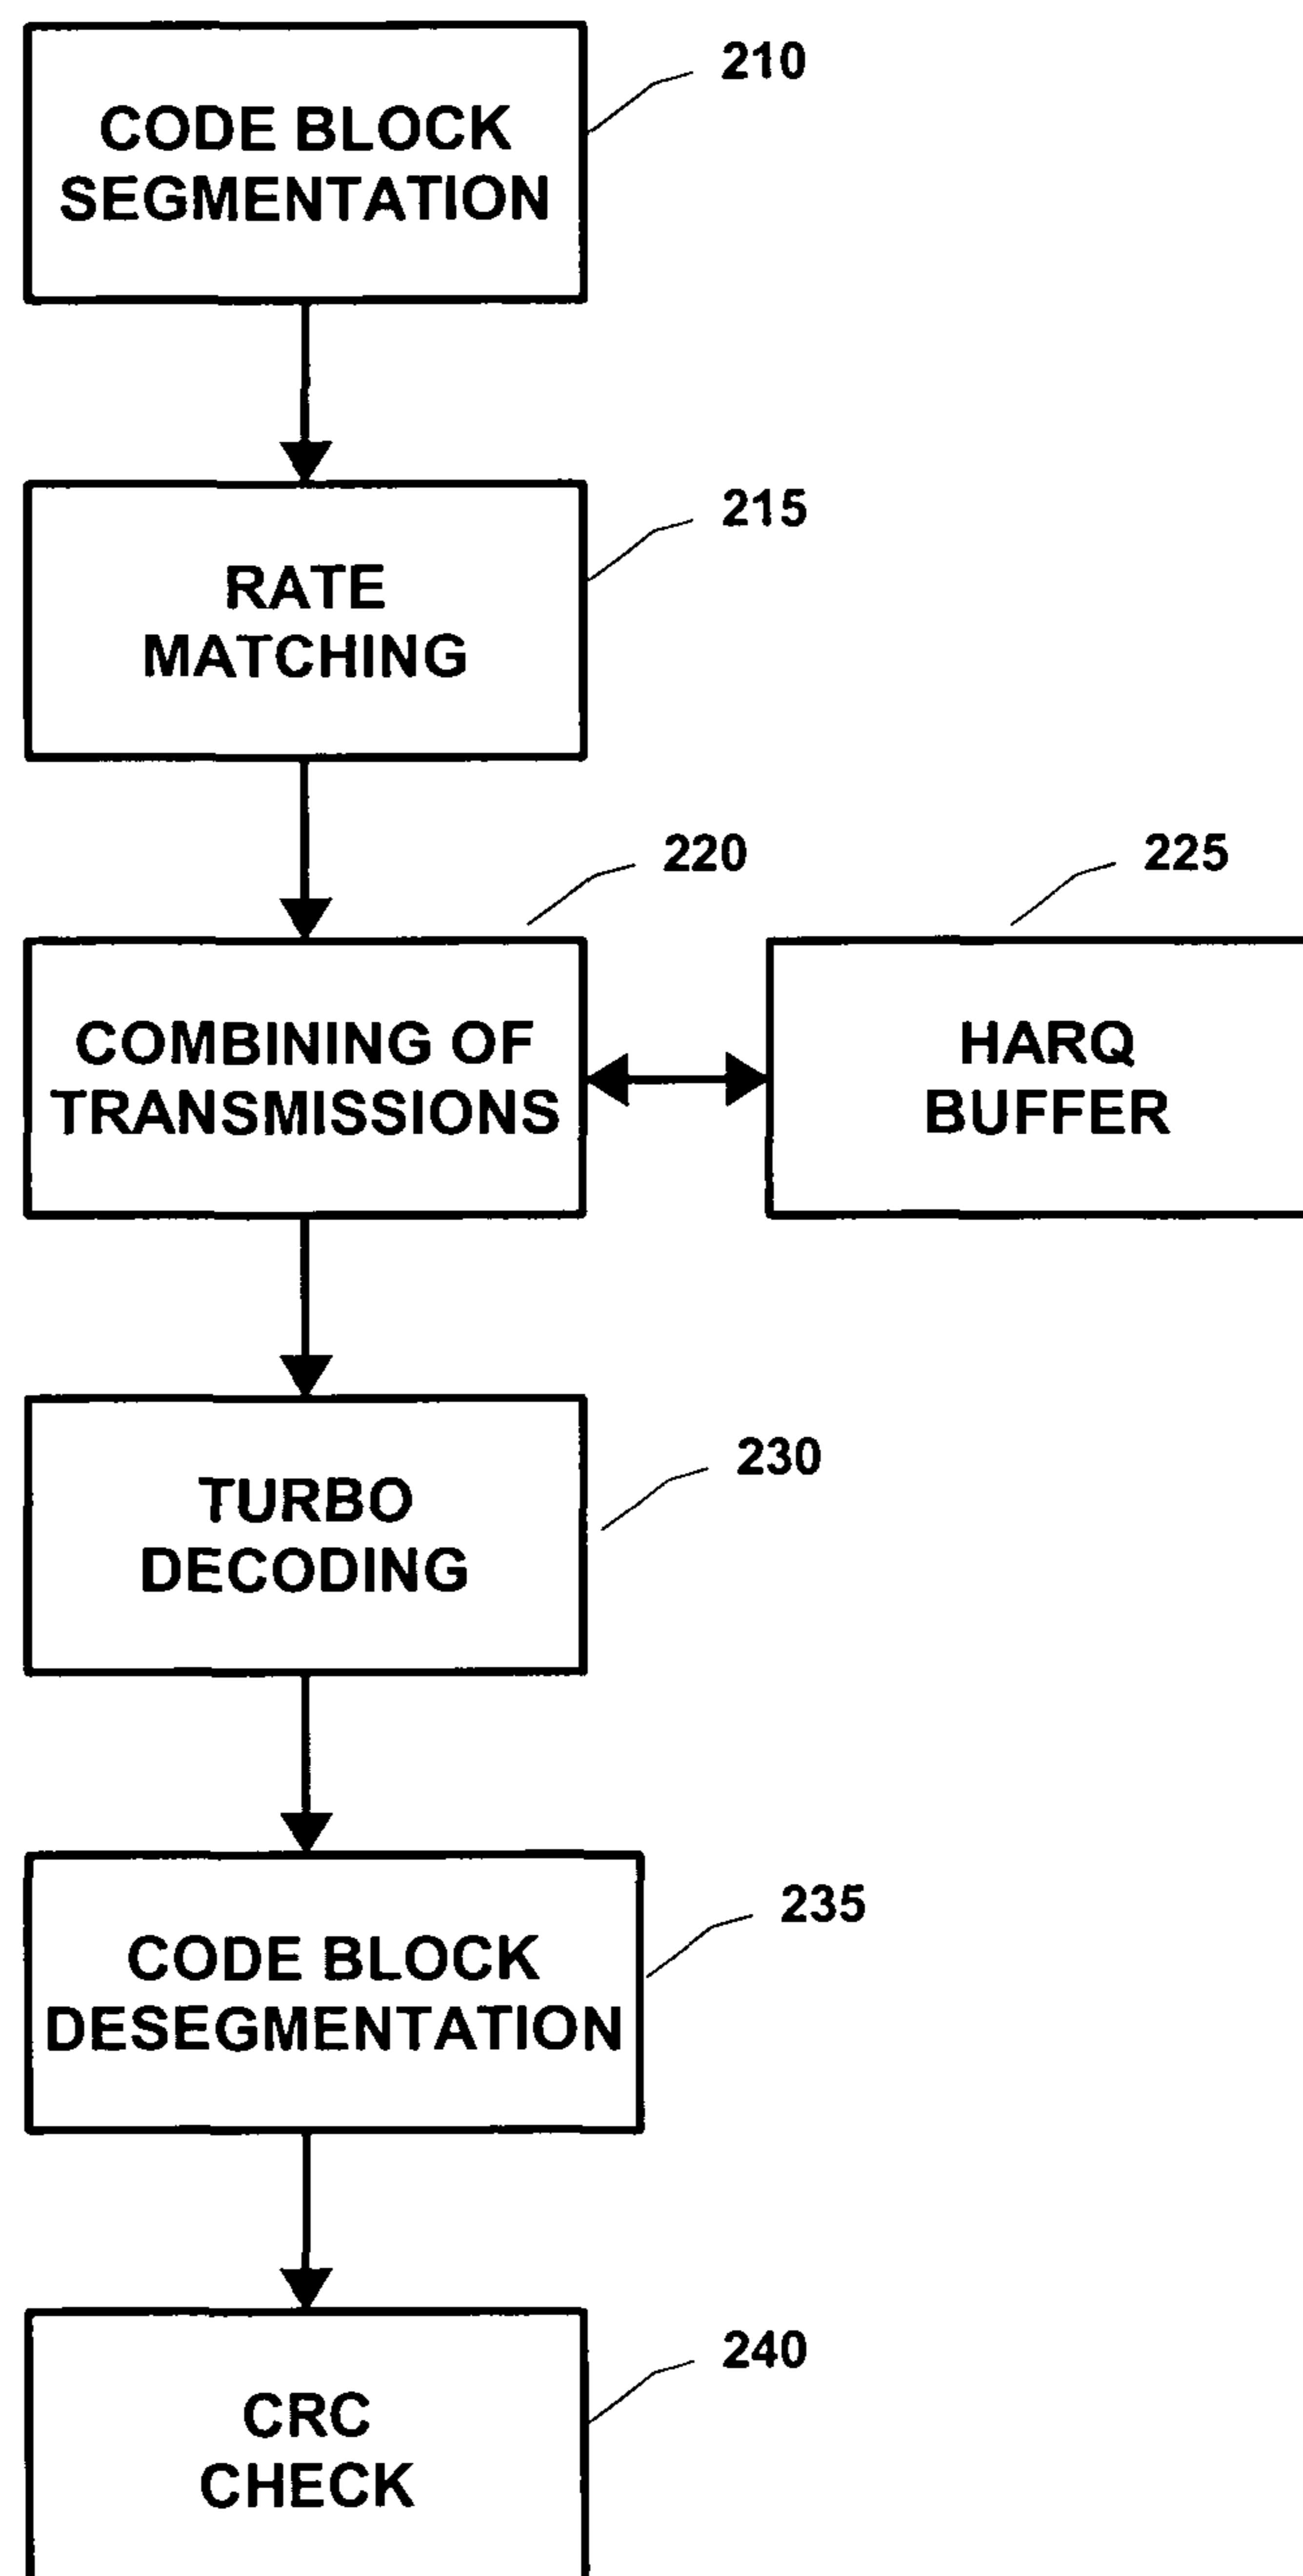 210
CODE BLOCK
SEGMENTATION
215
RATE
MATCHING
220
225
COMBINING OF
TRANSMISSIONS
HARQ
BUFFER
230
TURBO
DECODING
235
CODE BLOCK
DESEGMENTATION
240
CRC
CHECK